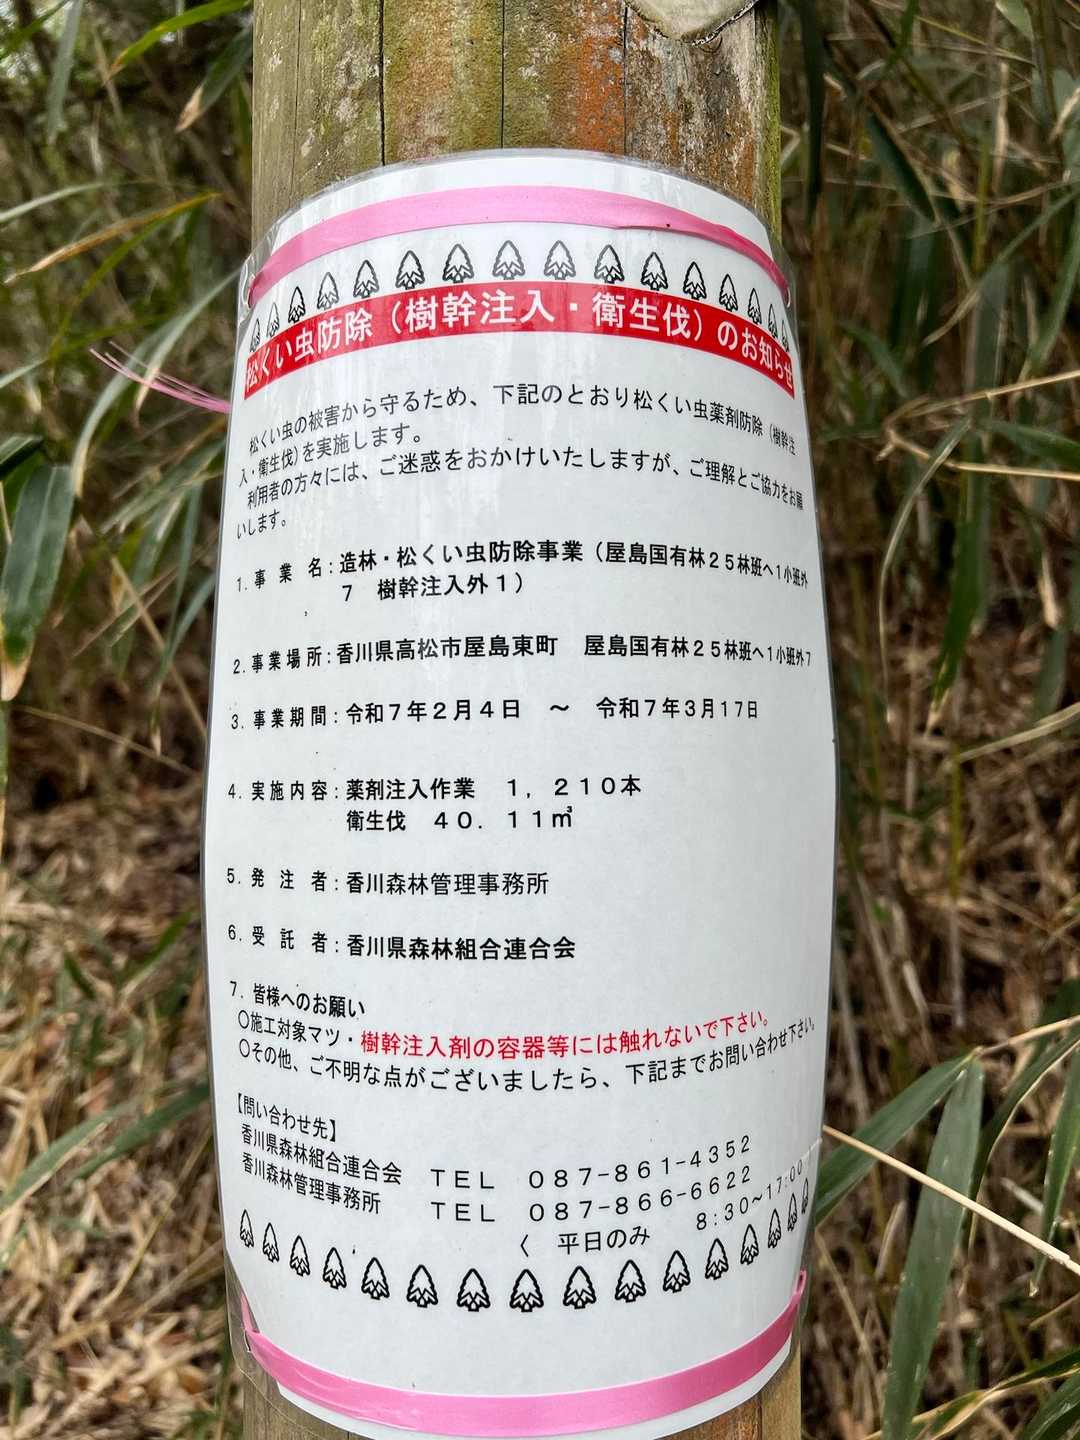 松くい虫防除（樹幹注入・衛生伐）のお知らせ
松くい虫の被害から守るため、下記のとおり松くい虫薬剤防除（樹幹注
入・衛生伐）を実施します。
利用者の方々には、ご迷惑をおかけいたしますが、ご理解とご協力をお願
いします。
1. 事業名：造林・松くい虫防除事業（屋島国有林２５林班へ1小班外
７ 樹幹注入外１）
2. 事業場所：香川県高松市屋島東町 屋島国有林２５林班へ1小班外7
3. 事業期間：令和７年２月４日 ～ 令和７年３月17日
4. 実施内容：薬剤注入作業 １，２１０本
衛生伐 ４０．１１㎥
5. 発注者：香川森林管理事務所
6. 受託者：香川県森林組合連合会
7. 皆様へのお願い
○施工対象マツ・樹幹注入剤の容器等には触れないで下さい。
○その他、ご不明な点がございましたら、下記までお問い合わせ下さい。
【問い合わせ先】
香川県森林組合連合会 ＴＥＬ ０８７−８６１−４３５２
香川森林管理事務所 ＴＥＬ ０８７−８６６−６６２２
〈 平日のみ 8:30~17:00